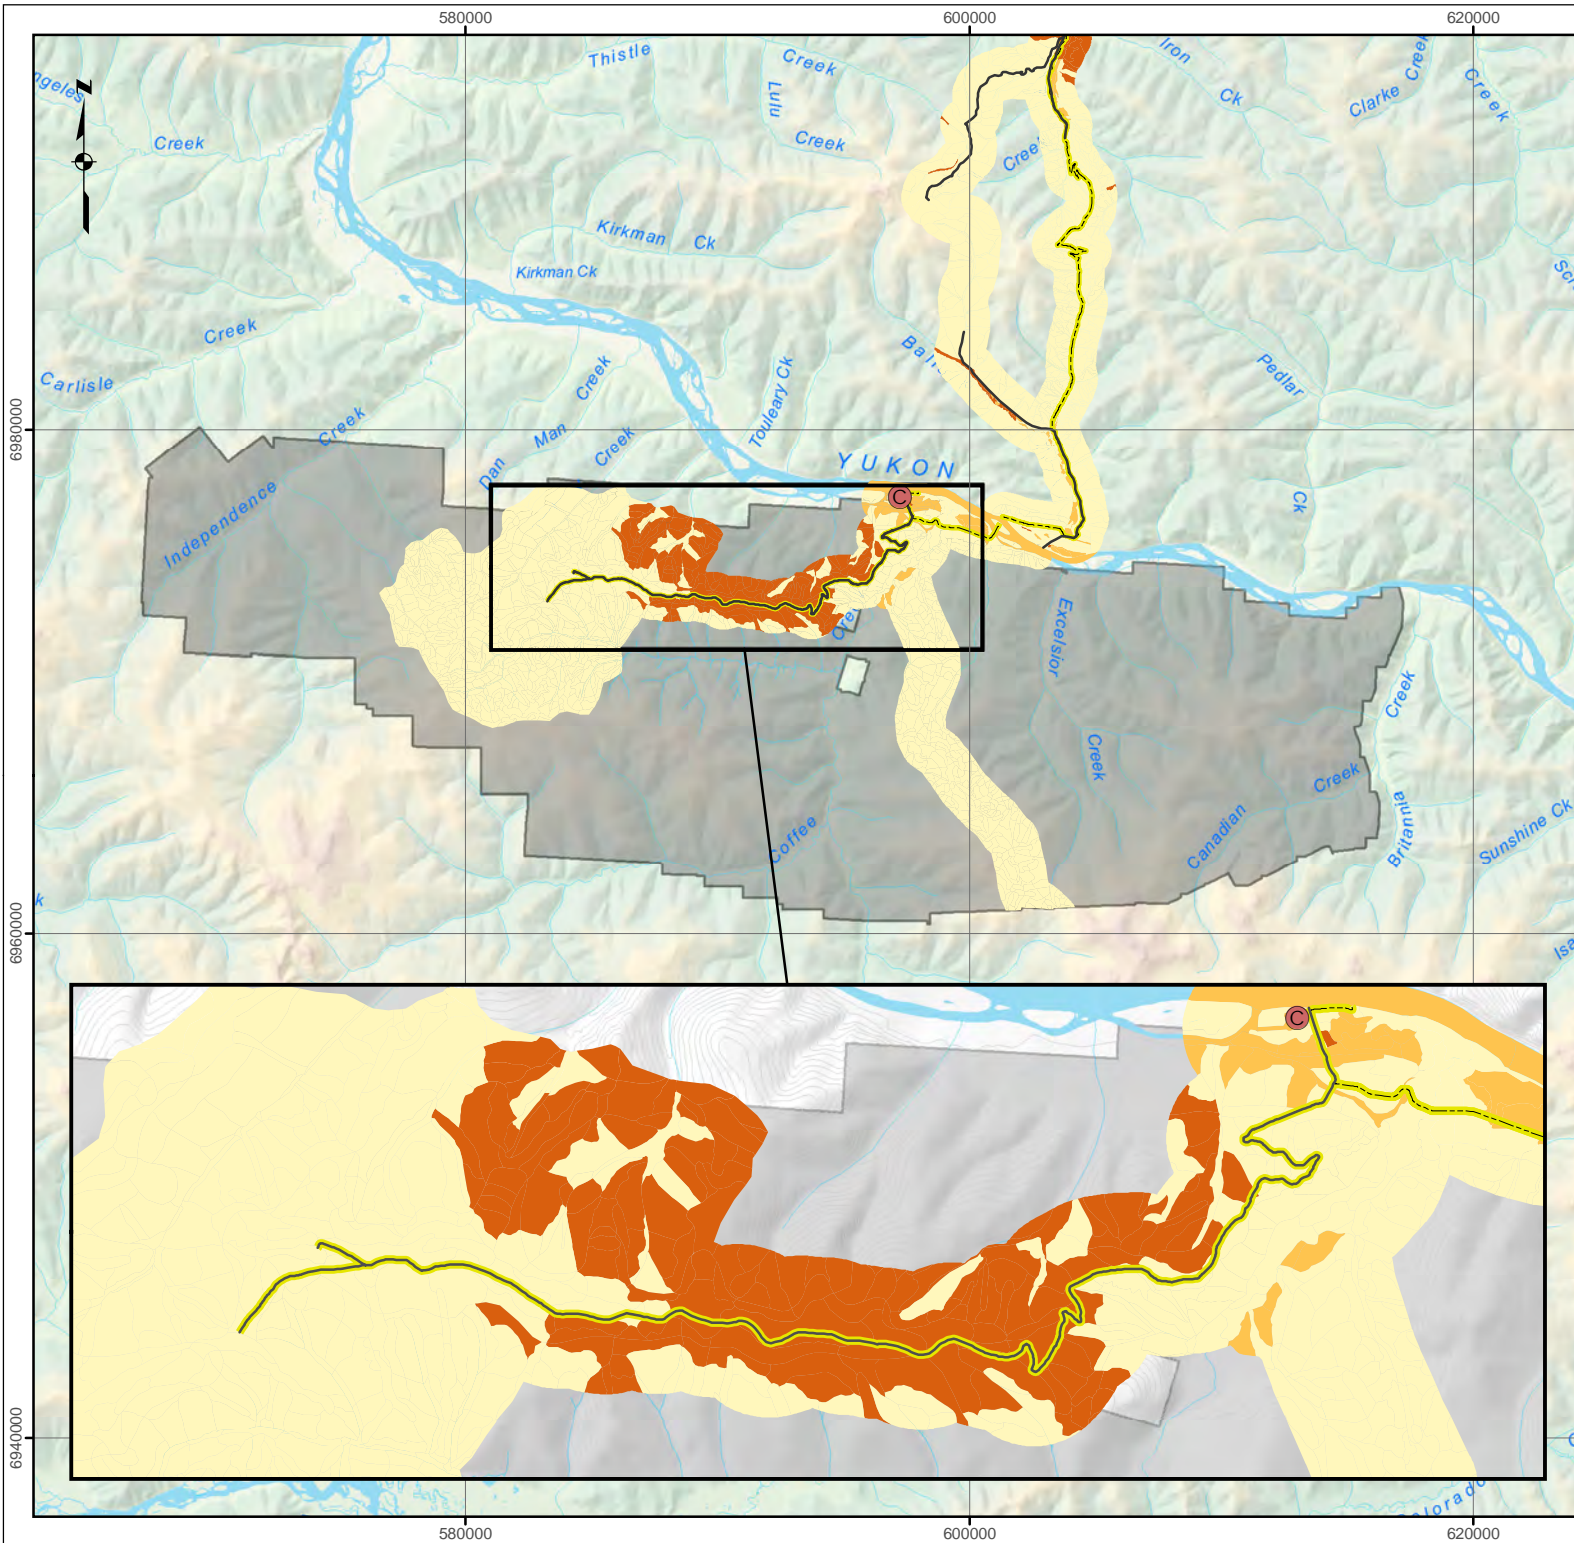 580000
600000
620000
Thistle
Creek
Iron
Ck
Clarke
Creek
Creek
ngeles
Creek
Lulu
Creek
Cree
N
Kirkman Ck
Kirkman Ck
Creek
Carlisle
Creek
Creek
Man
Creek
Dan
Touleary Ck
YUKON
Pedlar
Ck
6980000
Independence
C
Excelsior
Creek
Creek
Creek
Canadian
Britannia
Sunshine Ck
Coffee
k
Isa
6960000
C
6940000
olorado
580000
600000
620000